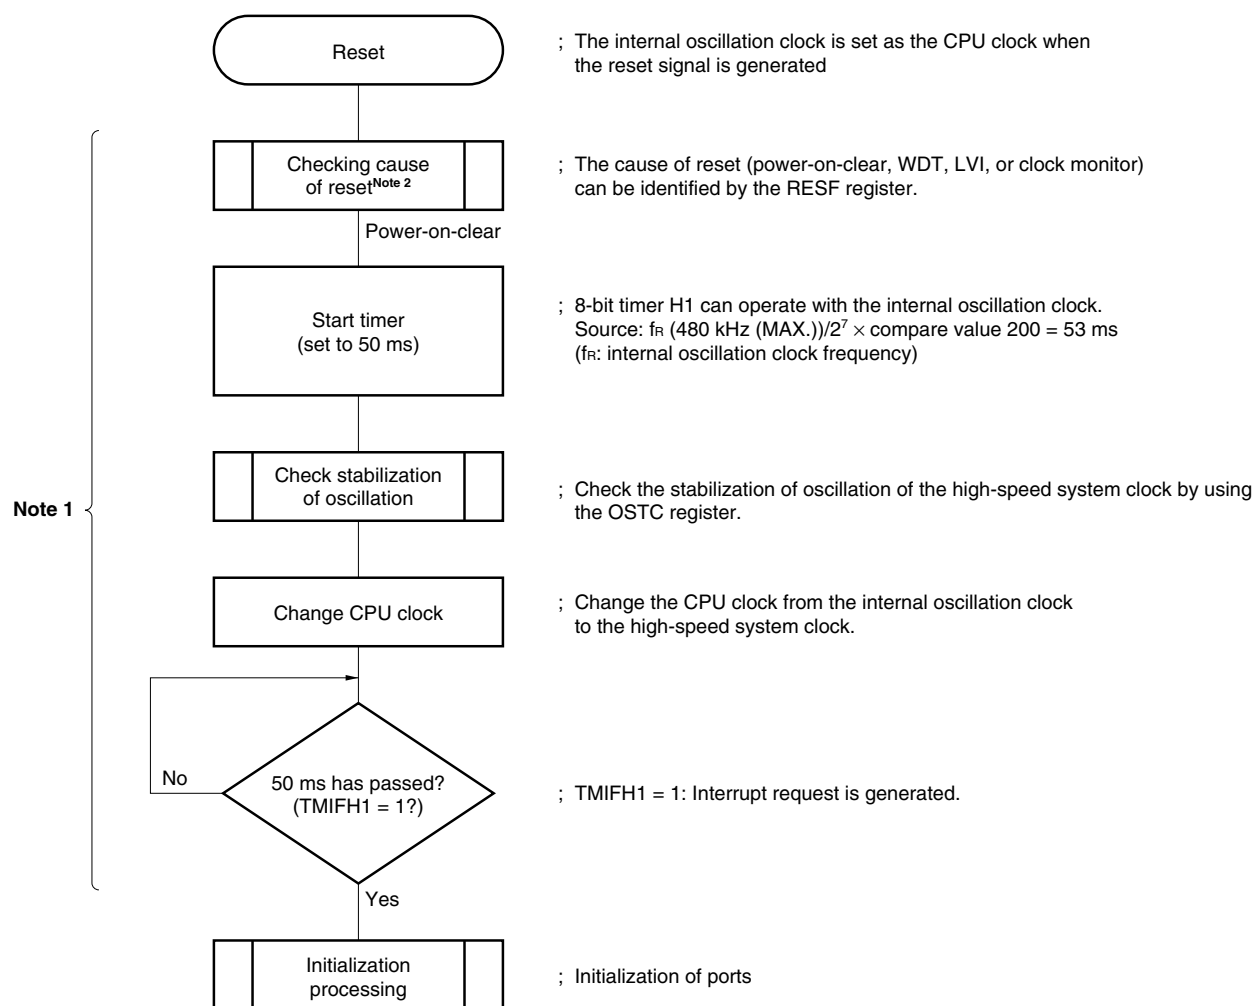 Reset
; The internal oscillation clock is set as the CPU clock when
the reset signal is generated
Checking cause
of reset^Note 2
; The cause of reset (power-on-clear, WDT, LVI, or clock monitor)
can be identified by the RESF register.
Power-on-clear
Start timer
(set to 50 ms)
; 8-bit timer H1 can operate with the internal oscillation clock.
Source: fR (480 kHz (MAX.))/2^7 × compare value 200 = 53 ms
(fR: internal oscillation clock frequency)
Note 1
Check stabilization
of oscillation
; Check the stabilization of oscillation of the high-speed system clock by using
the OSTC register.
Change CPU clock
; Change the CPU clock from the internal oscillation clock
to the high-speed system clock.
No
50 ms has passed?
(TMIFH1 = 1?)
; TMIFH1 = 1: Interrupt request is generated.
Yes
Initialization
processing
; Initialization of ports